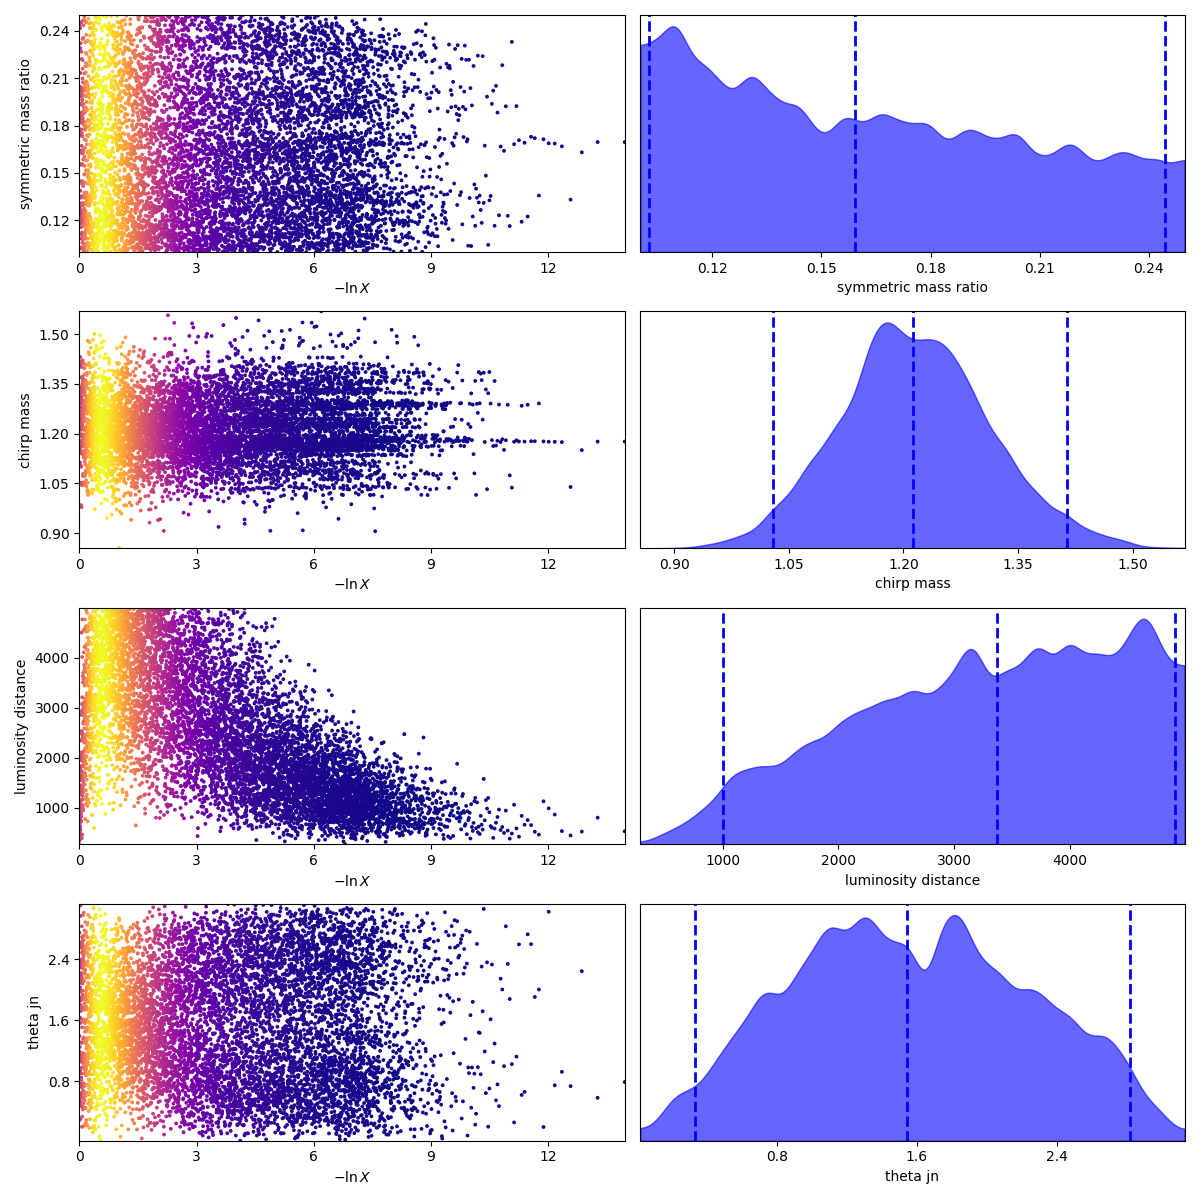 symmetric mass ratio
0.24
0.21
0.18
0.15
0.12
0 3 6 9 12
−ln X
0.12 0.15 0.18 0.21 0.24
symmetric mass ratio
chirp mass
1.50
1.35
1.20
1.05
0.90
0 3 6 9 12
−ln X
0.90 1.05 1.20 1.35 1.50
chirp mass
luminosity distance
4000
3000
2000
1000
0 3 6 9 12
−ln X
1000 2000 3000 4000
luminosity distance
theta jn
2.4
1.6
0.8
0 3 6 9 12
−ln X
0.8 1.6 2.4
theta jn